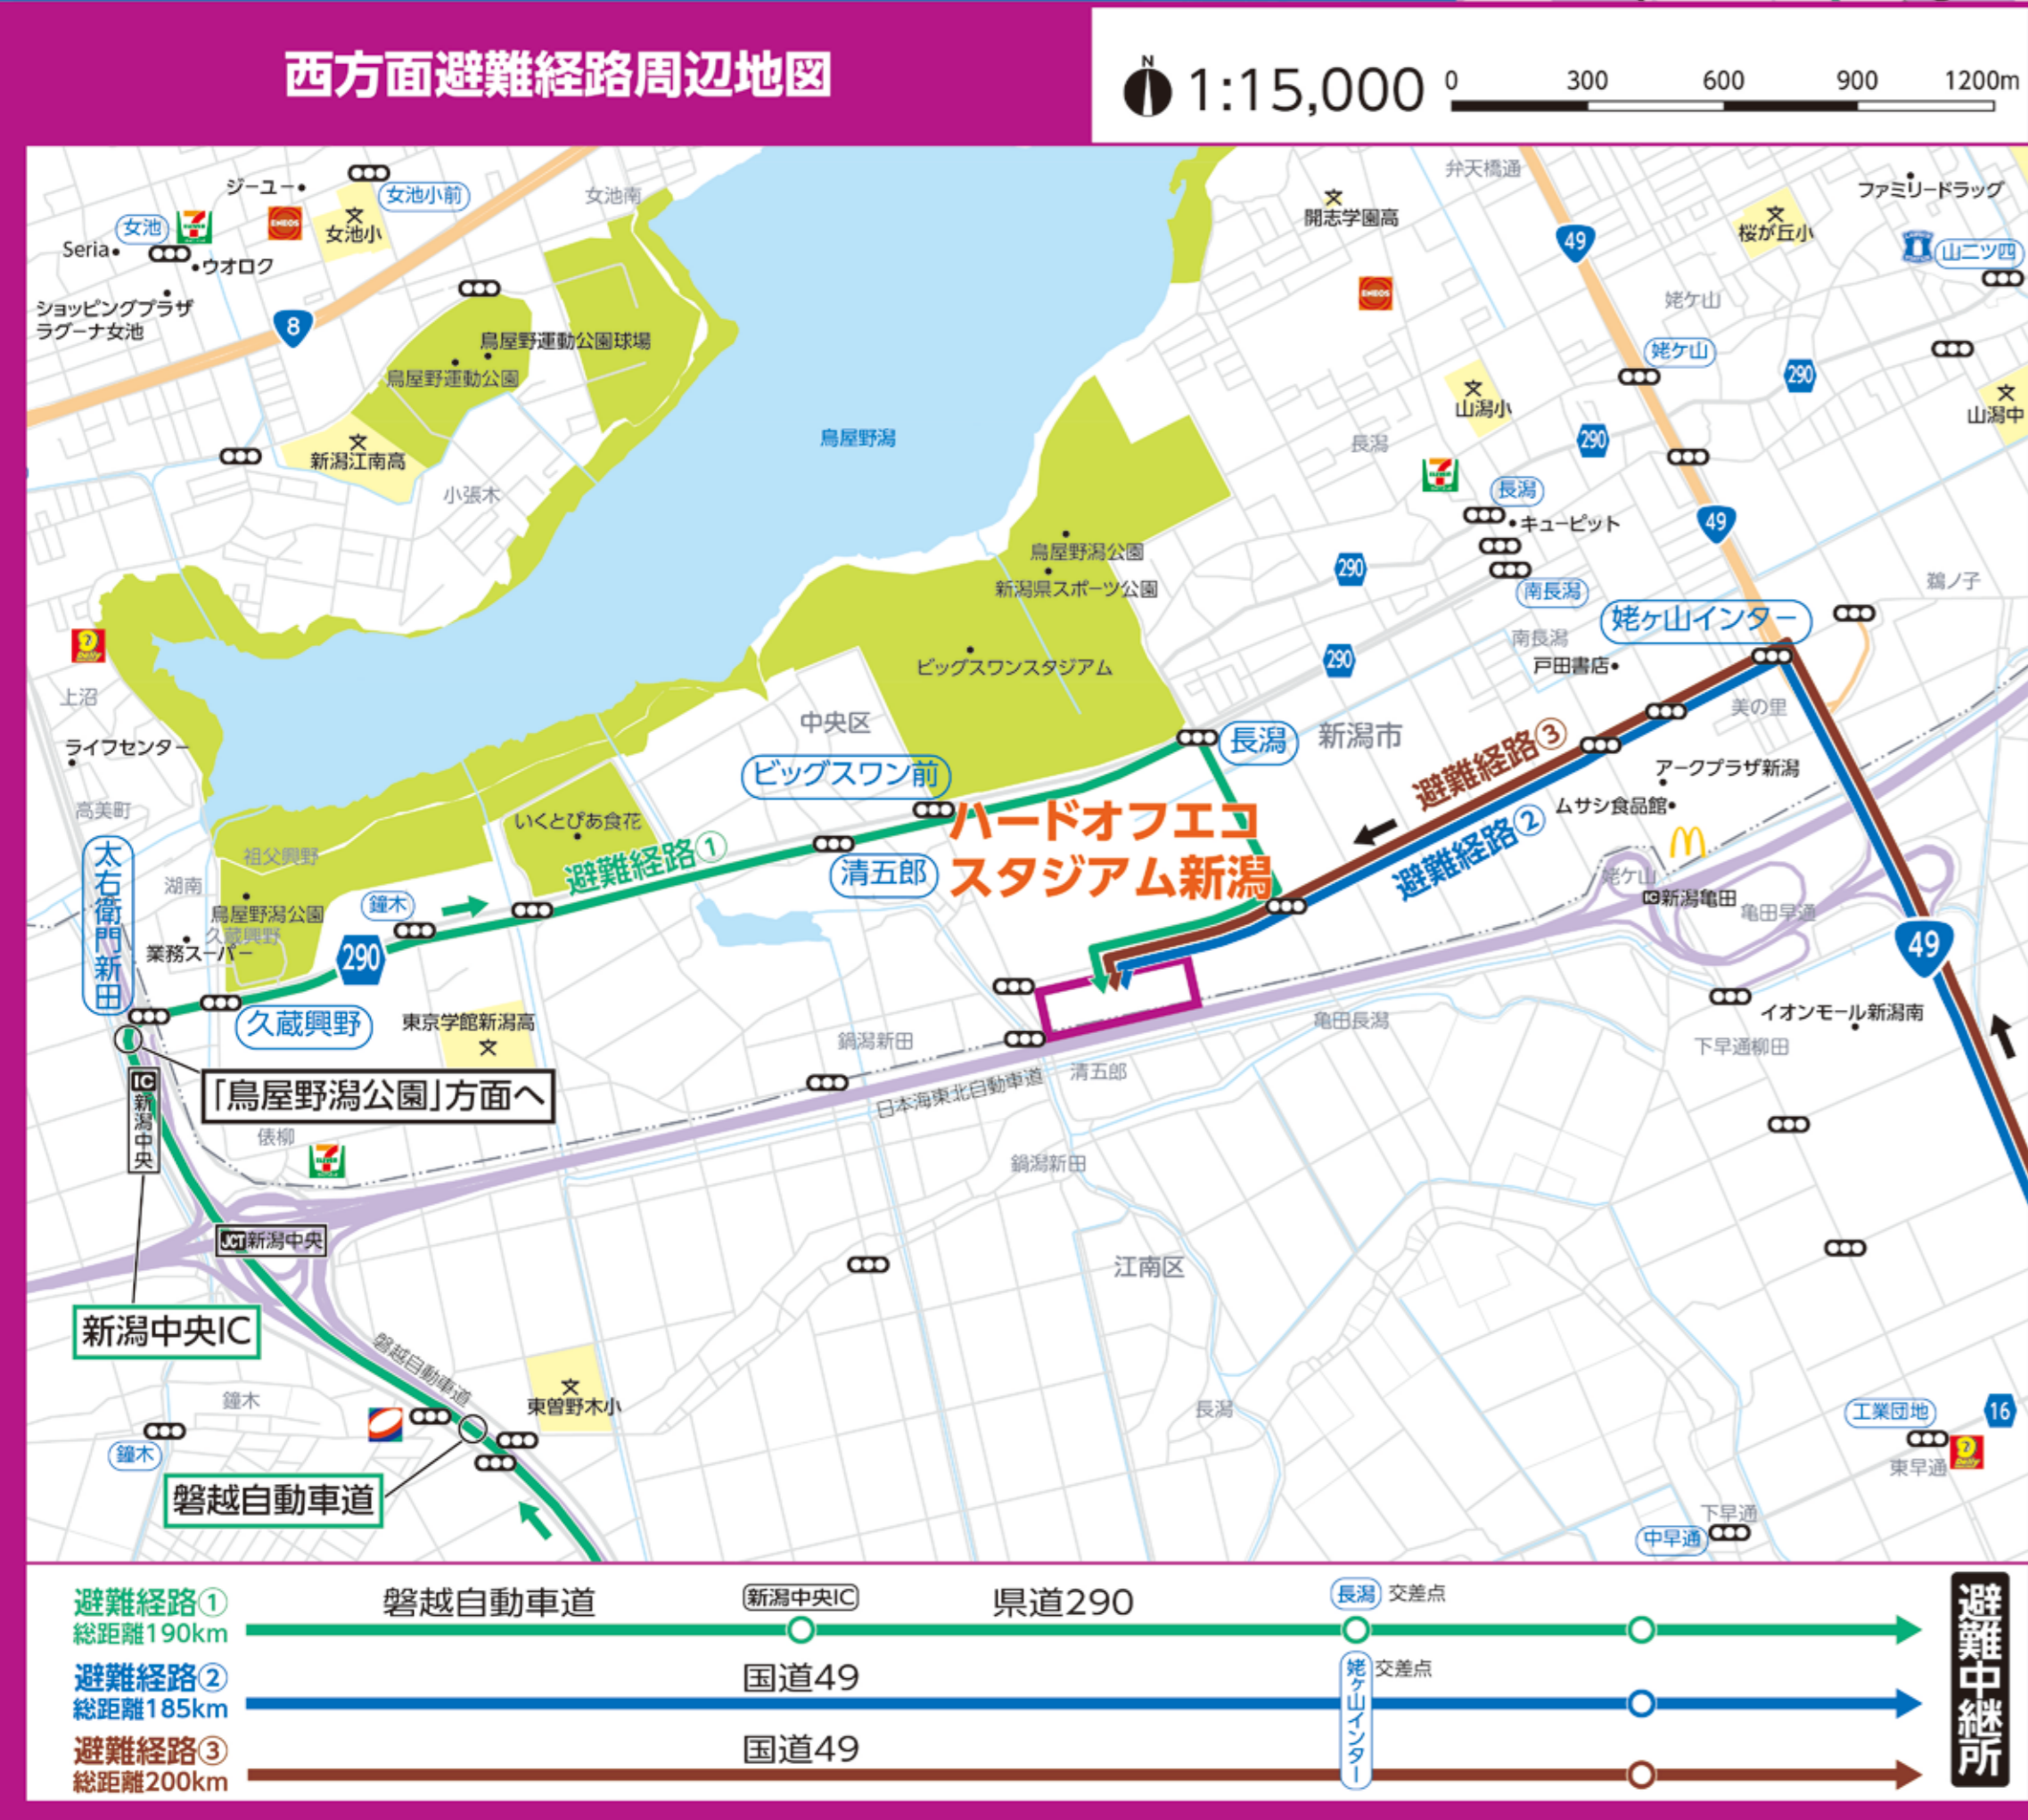 西方面避難経路周辺地図
N
1:15,000
0 300 600 900 1200m
ジーユー
女池小前
女池南
女池
女池小
Seria
ウオロク
ショッピングプラザ
ラグーナ女池
8
ENEOS
鳥屋野運動公園球場
鳥屋野運動公園
新潟江南高
小張木
鳥屋野潟
弁天橋通
開志学園高
ENEOS
49
桜が丘小
ファミリードラッグ
山二ツ四
姥ケ山
姥ケ山
290
山潟中
山潟小
290
長潟
長潟
キューピット
49
290
南長潟
鵜ノ子
鳥屋野潟公園
新潟県スポーツ公園
姥ヶ山インター
南長潟
戸田書店
290
ビッグスワンスタジアム
上沼
中央区
新潟市
美の里
長潟
ライフセンター
ビッグスワン前
避難経路③
アークプラザ新潟
ムサシ食品館
高美町
いくとぴあ食花
ハードオフエコ
スタジアム新潟
避難経路①
避難経路②
清五郎
祖父興野
太右衛門新田
湖南
鳥屋野潟公園
鐘木
久蔵興野
業務スーパー
290
姥ケ山
IC新潟亀田
亀田早通
49
久蔵興野
東京学館新潟高
イオンモール新潟南
亀田長潟
鍋潟新田
下早通柳田
清五郎
日本海東北自動車道
「鳥屋野潟公園」方面へ
IC新潟中央
俵柳
鍋潟新田
JCT新潟中央
江南区
新潟中央IC
磐越自動車道
東曽野木小
鐘木
長潟
鐘木
工業団地
16
東早通
磐越自動車道
下早通
中早通
避難経路①
総距離190km
磐越自動車道
新潟中央IC
県道290
長潟 交差点
避難経路②
総距離185km
国道49
姥ヶ山インター 交差点
避難経路③
総距離200km
国道49
避難中継所